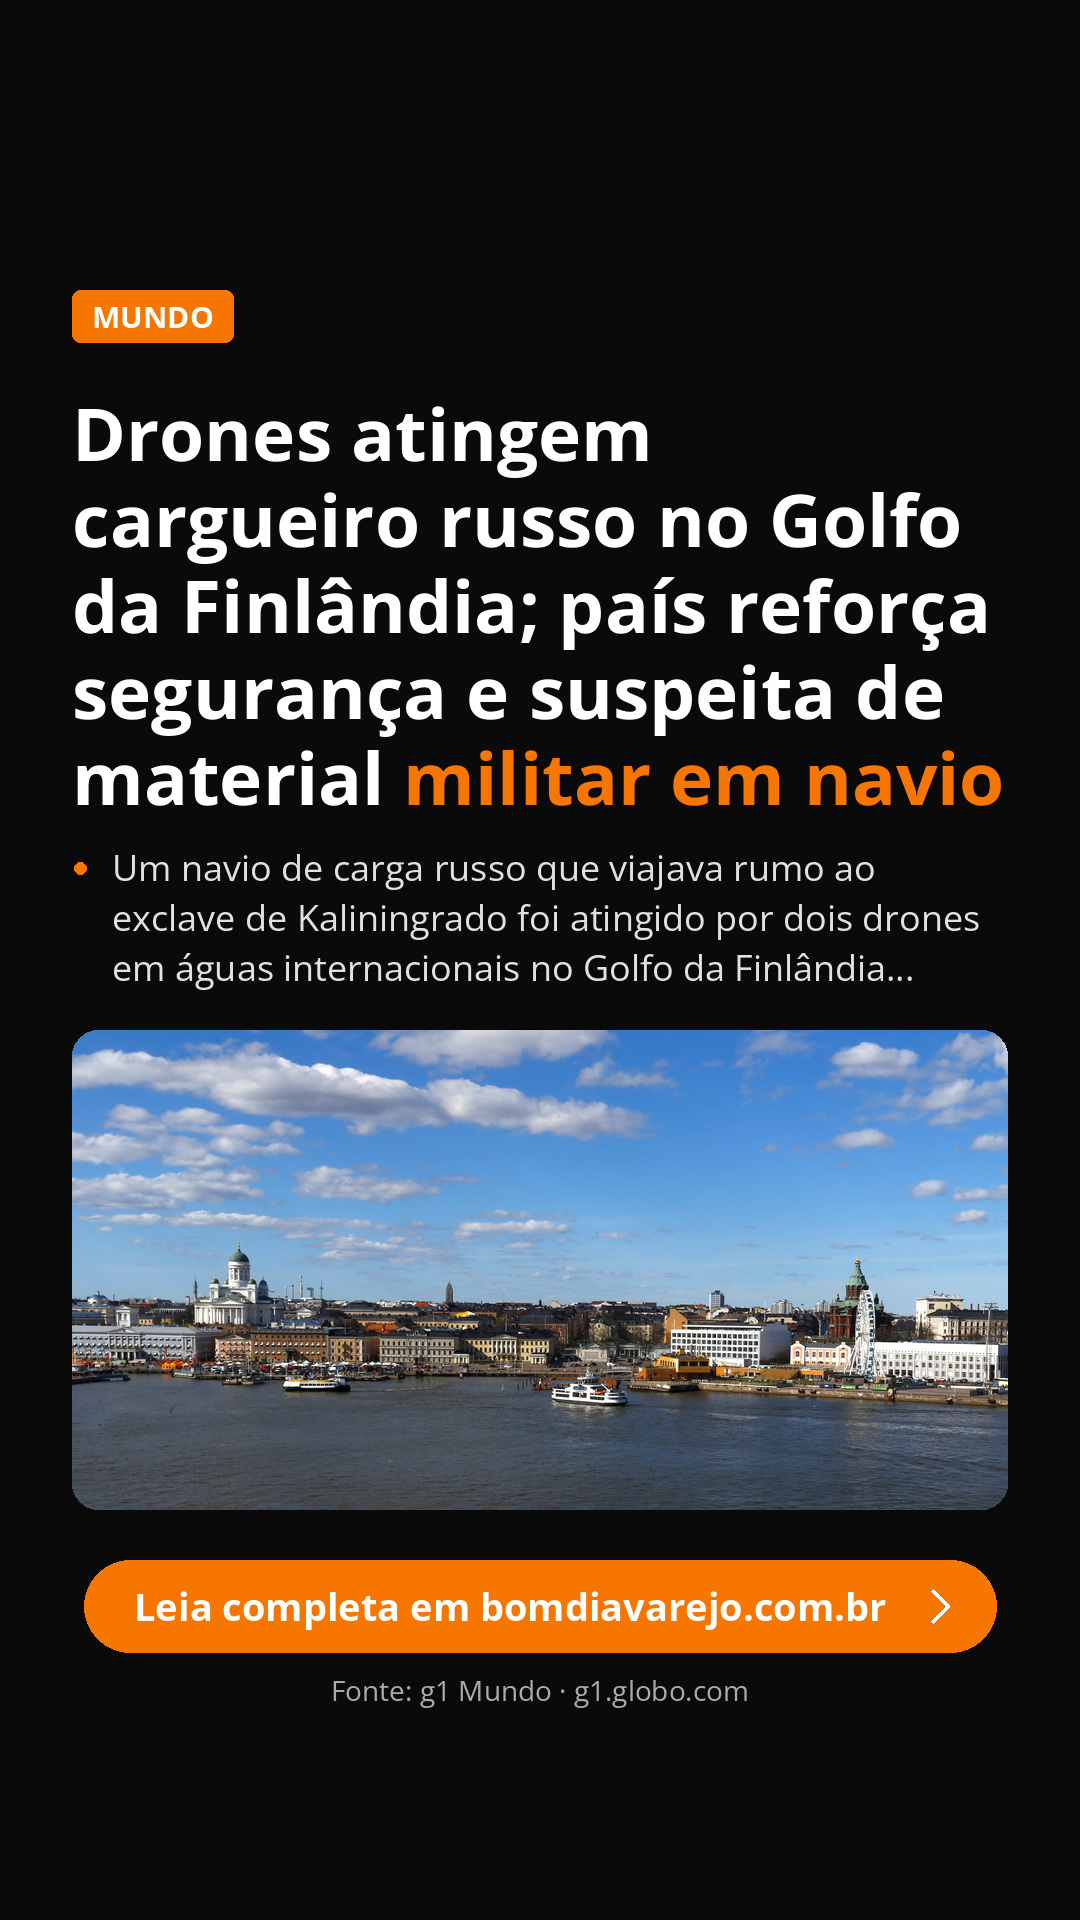 MUNDO
Drones atingem
cargueiro russo no Golfo
da Finlândia; país reforça
segurança e suspeita de
material militar em navio
• Um navio de carga russo que viajava rumo ao
exclave de Kaliningrado foi atingido por dois drones
em águas internacionais no Golfo da Finlândia...
Leia completa em bomdiavarejo.com.br
Fonte: g1 Mundo · g1.globo.com